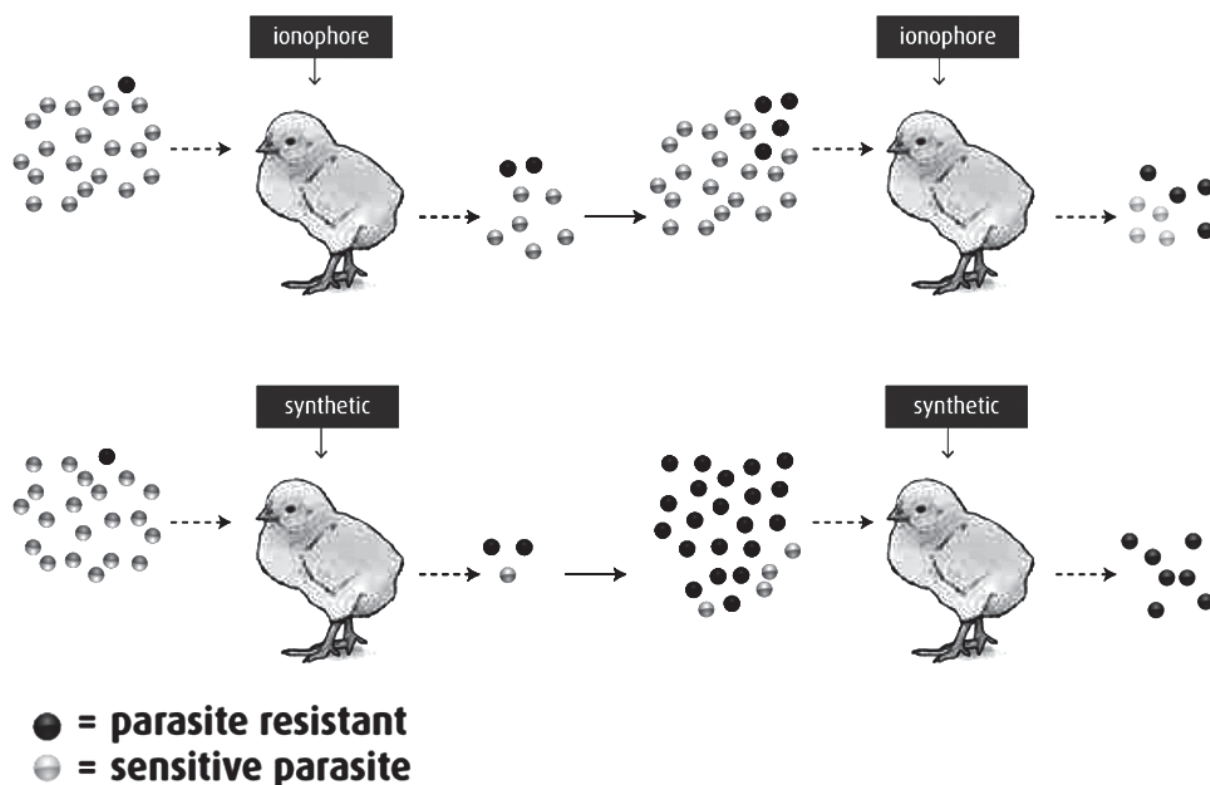 ionophore
ionophore
synthetic
synthetic
= parasite resistant
= sensitive parasite